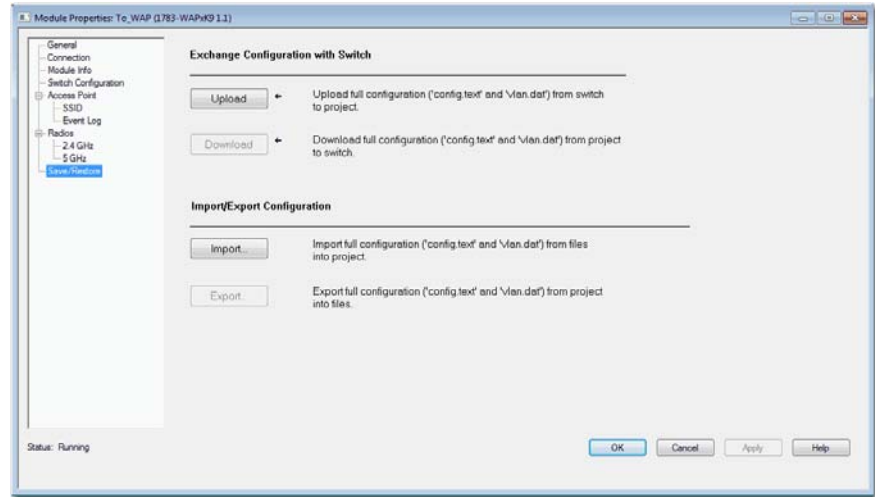 Module Properties: To_WAP (1783-WAPxK9 1.1)
General
Connection
Module Info
Switch Configuration
Access Point
SSID
Event Log
Radios
2.4 GHz
5 GHz
Save/Restore
Exchange Configuration with Switch
Upload
Upload full configuration ('config.text' and 'vlan.dat') from switch
to project.
Download
Download full configuration ('config.text' and 'vlan.dat') from project
to switch.
Import/Export Configuration
Import...
Import full configuration ('config.text' and 'vlan.dat') from files
into project.
Export...
Export full configuration ('config.text' and 'vlan.dat') from project
into files.
Status: Running
OK
Cancel
Apply
Help